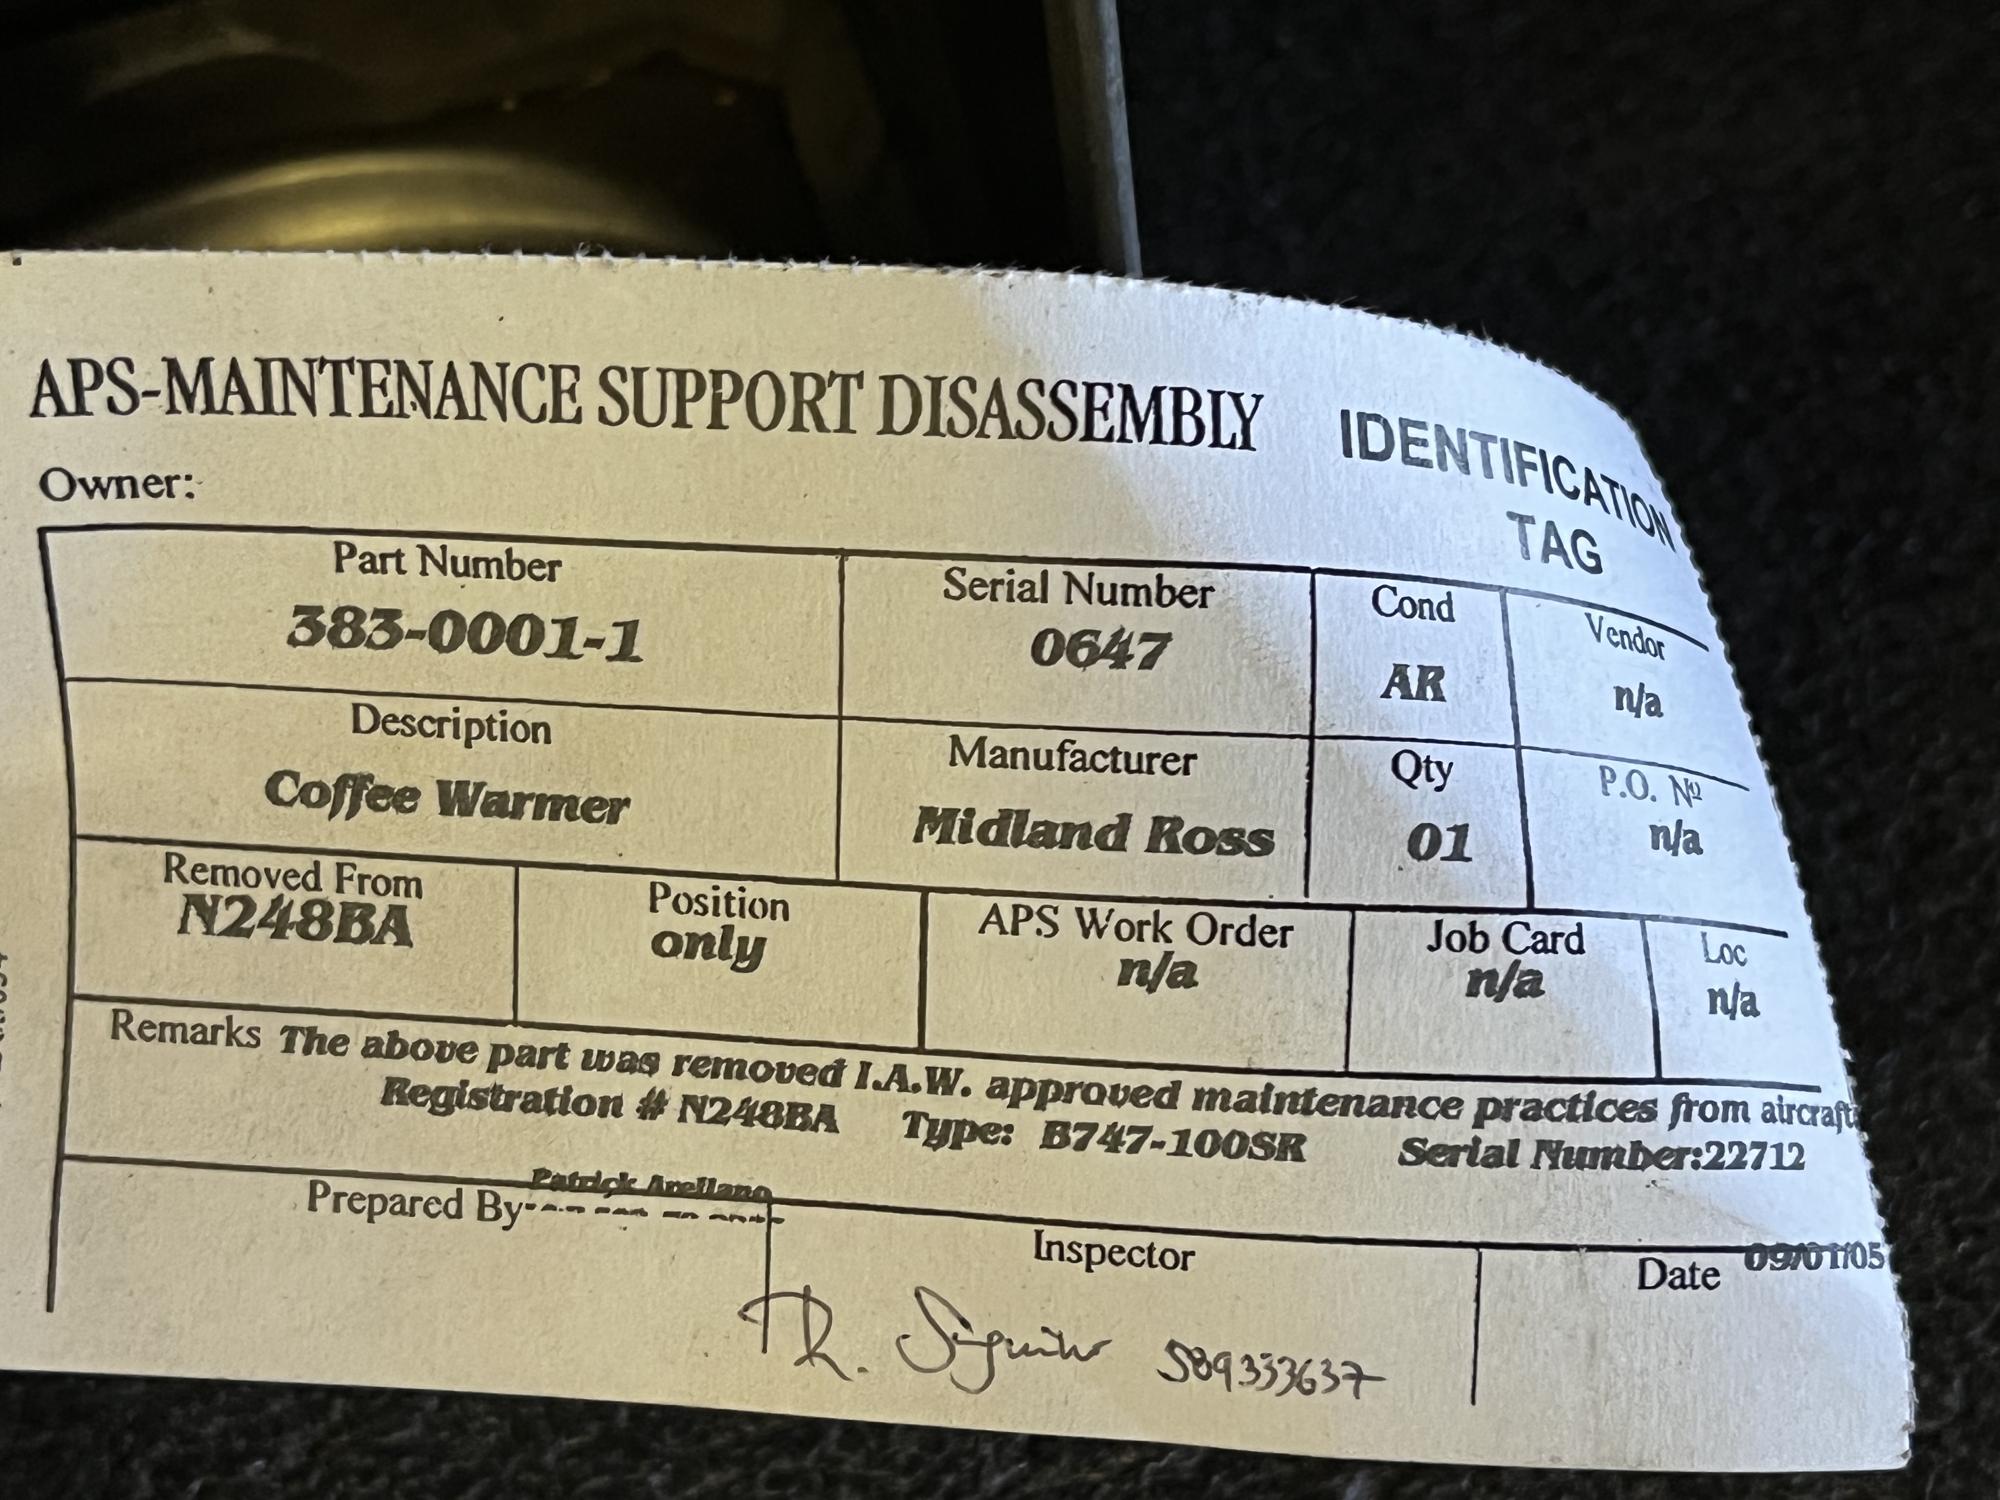 APS-MAINTENANCE SUPPORT DISASSEMBLY
IDENTIFICATION
TAG
Owner:
Part Number
383-0001-1
Serial Number
0647
Cond
AR
Vendor
n/a
Description
Coffee Warmer
Manufacturer
Midland Ross
Qty
01
P.O. Nº
n/a
Removed From
N248BA
Position
only
APS Work Order
n/a
Job Card
n/a
Loc
n/a
Remarks The above part was removed I.A.W. approved maintenance practices from aircraft
Registration # N248BA Type: B747-100SR Serial Number:22712
Prepared By Patrick Arellano
Inspector
R. 589333637
Date 09/01/05